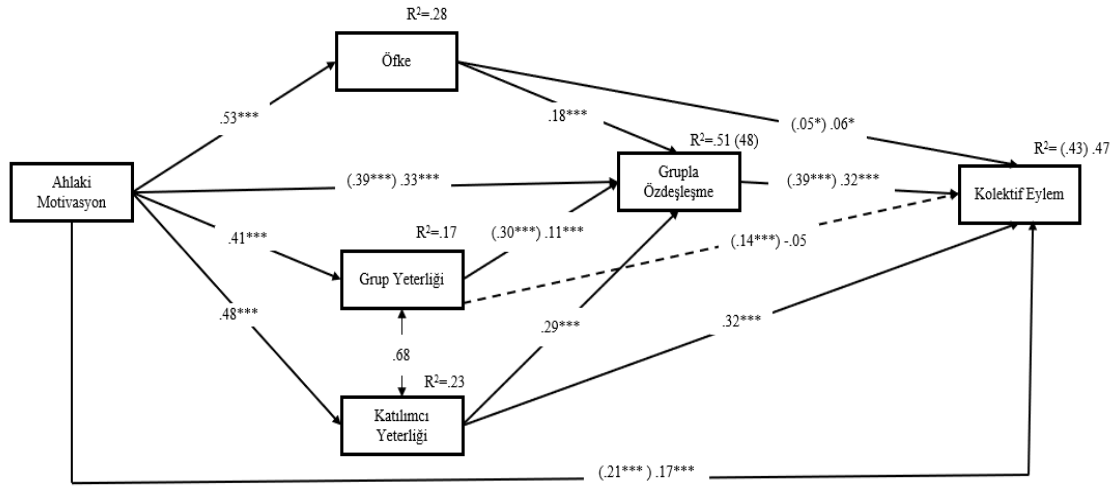 R²=.28
Öfke
.53***
.18***
(.05*) .06*
R²=.51 (48)
R²= (.43) .47
Ahlaki
Motivasyon
(.39***) .33***
Grupla
Özdeşleşme
(.39***) .32***
Kolektif Eylem
.41***
R²=.17
(.30***) .11***
(.14***) -.05
Grup Yeterliği
.48***
.29***
.32***
.68
R²=.23
Katılımcı
Yeterliği
(.21*** ) .17***